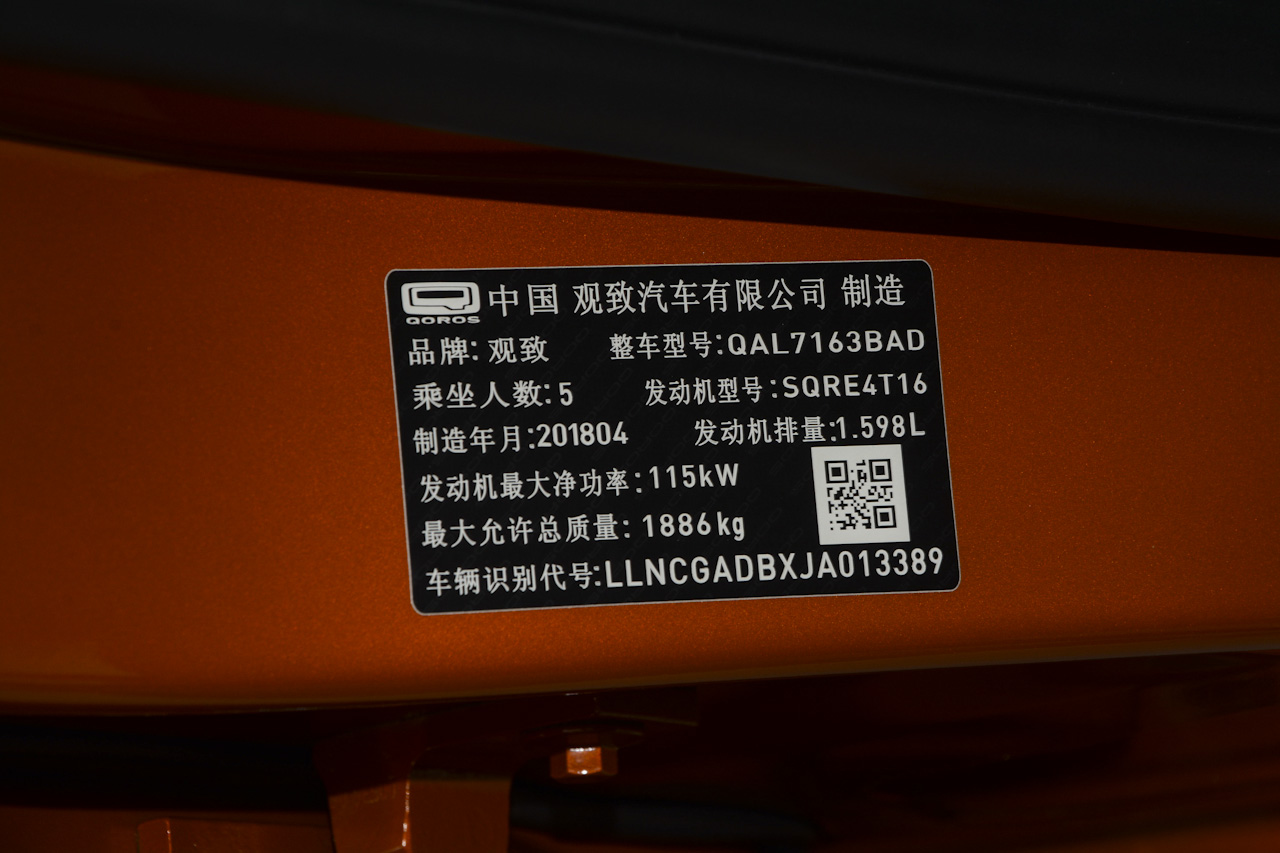 QOROS 中国 观致汽车有限公司 制造
品牌: 观致 整车型号:QAL7163BAD
乘坐人数:5 发动机型号:SQRE4T16
制造年月:201804 发动机排量:1.598L
发动机最大净功率:115kW
最大允许总质量: 1886kg
车辆识别代号:LLNCGADBXJA013389